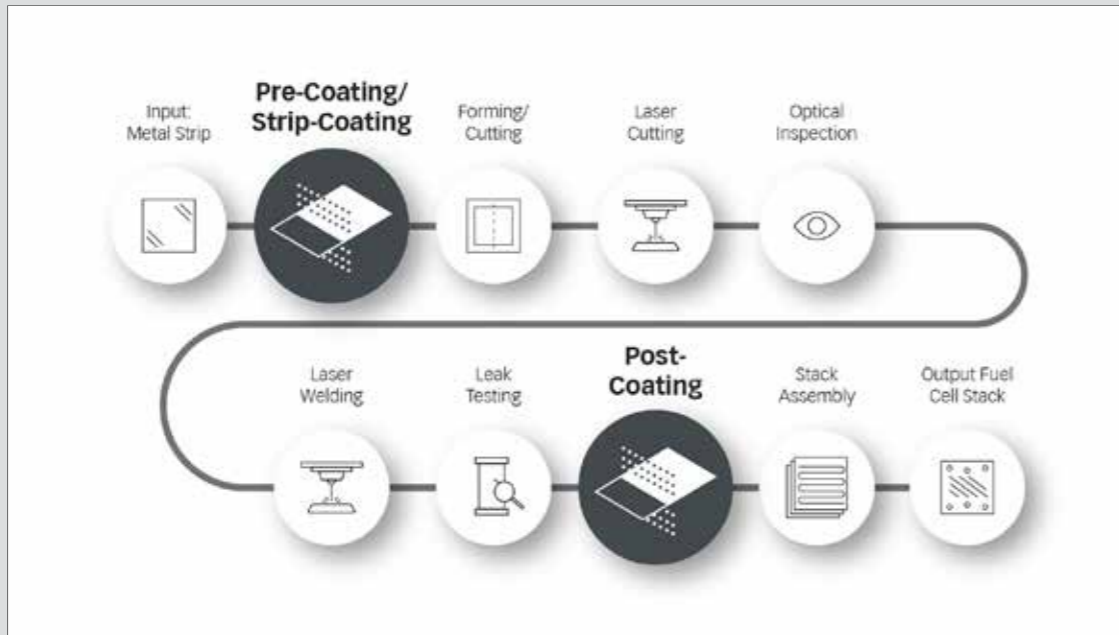 Input:
Metal Strip
Pre-Coating/
Strip-Coating
Forming/
Cutting
Laser
Cutting
Optical
Inspection
Laser
Welding
Leak
Testing
Post-
Coating
Stack
Assembly
Output Fuel
Cell Stack